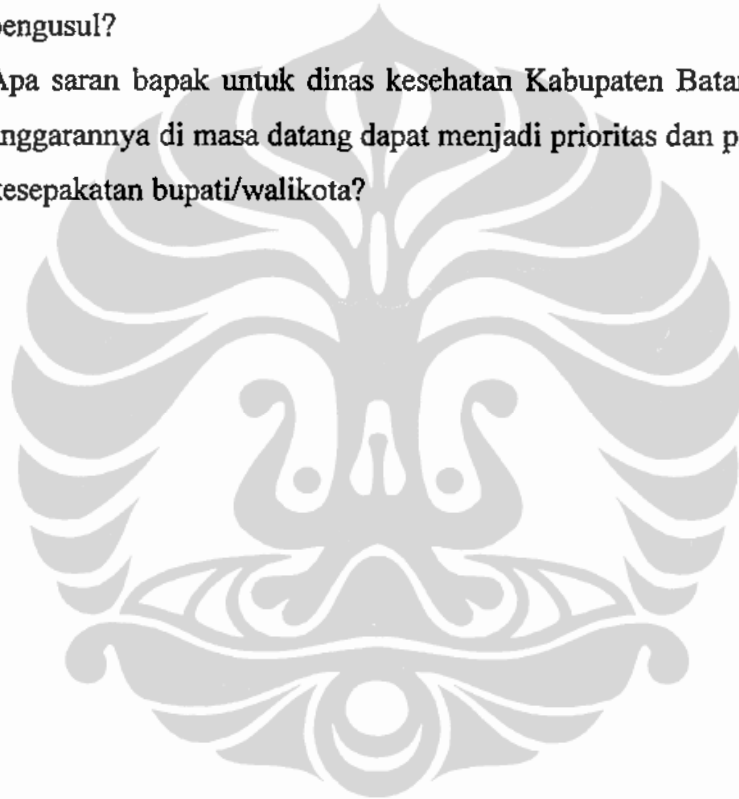 pengusul?
Apa saran bapak untuk dinas kesehatan Kabupaten Batan
nggarannya di masa datang dapat menjadi prioritas dan p
kesepakatan bupati/walikota?